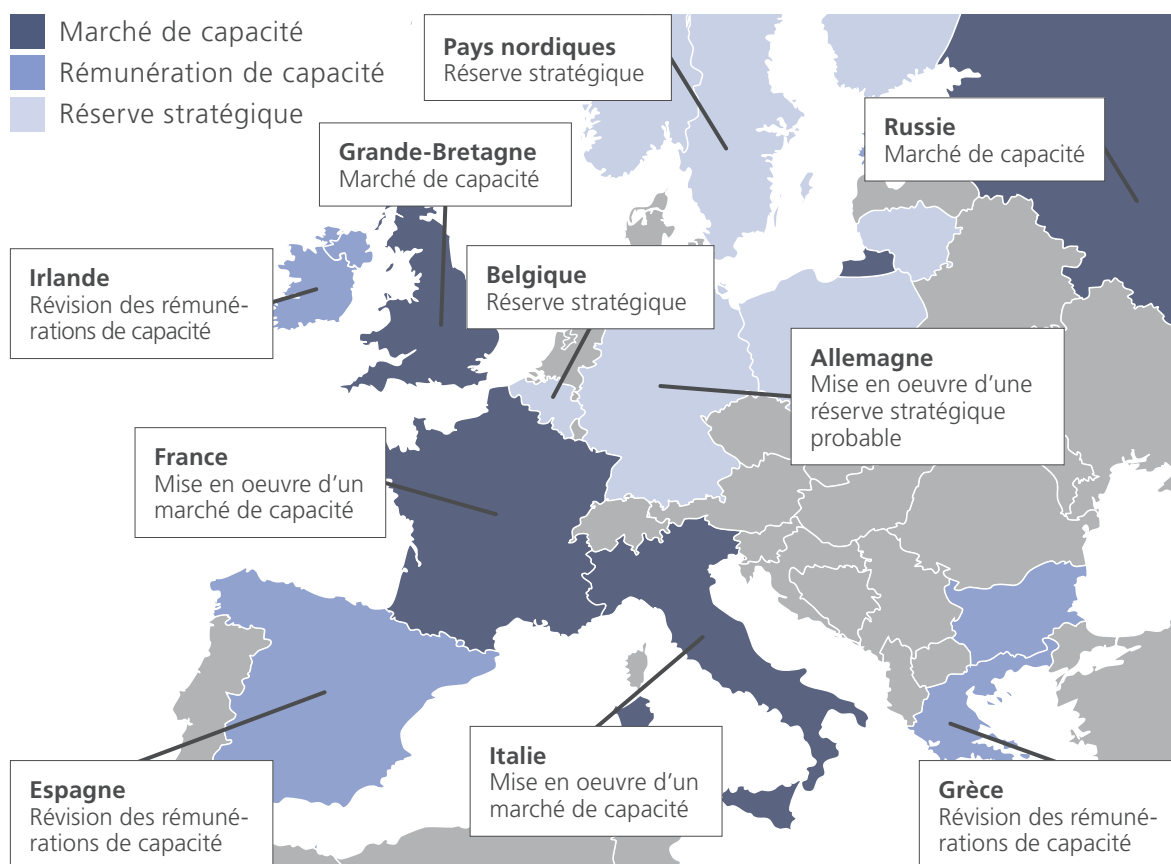 Marché de capacité
Rémunération de capacité
Réserve stratégique
Pays nordiques
Réserve stratégique
Grande-Bretagne
Marché de capacité
Russie
Marché de capacité
Irlande
Révision des rémuné-
rations de capacité
Belgique
Réserve stratégique
Allemagne
Mise en oeuvre d'une
réserve stratégique
probable
France
Mise en oeuvre d'un
marché de capacité
Espagne
Révision des rémuné-
rations de capacité
Italie
Mise en oeuvre d'un
marché de capacité
Grèce
Révision des rémuné-
rations de capacité